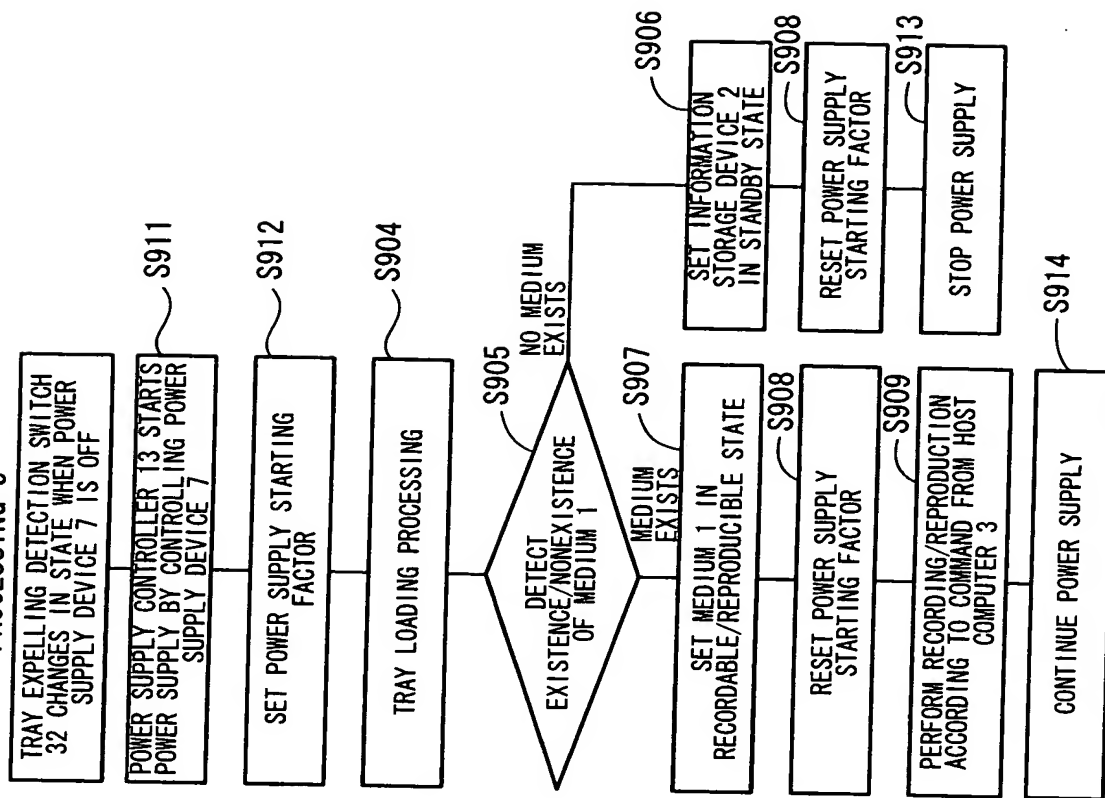 TRAY EXPELLING DETECTION SWITCH
32 CHANGES IN STATE WHEN POWER
SUPPLY DEVICE 7 IS OFF
POWER SUPPLY CONTROLLER 13 STARTS
POWER SUPPLY BY CONTROLLING POWER
SUPPLY DEVICE 7
S911
SET POWER SUPPLY STARTING
FACTOR
S912
TRAY LOADING PROCESSING
S904
DETECT
EXISTENCE/NONEXISTENCE
OF MEDIUM 1
S905
NO MEDIUM
EXISTS
MEDIUM
EXISTS
S907
SET MEDIUM 1 IN
RECORDABLE/REPRODUCIBLE STATE
S908
RESET POWER SUPPLY
STARTING FACTOR
S909
PERFORM RECORDING/REPRODUCTION
ACCORDING TO COMMAND FROM HOST
COMPUTER 3
S914
CONTINUE POWER SUPPLY
S906
SET INFORMATION
STORAGE DEVICE 2
IN STANDBY STATE
S908
RESET POWER SUPPLY
STARTING FACTOR
S913
STOP POWER SUPPLY